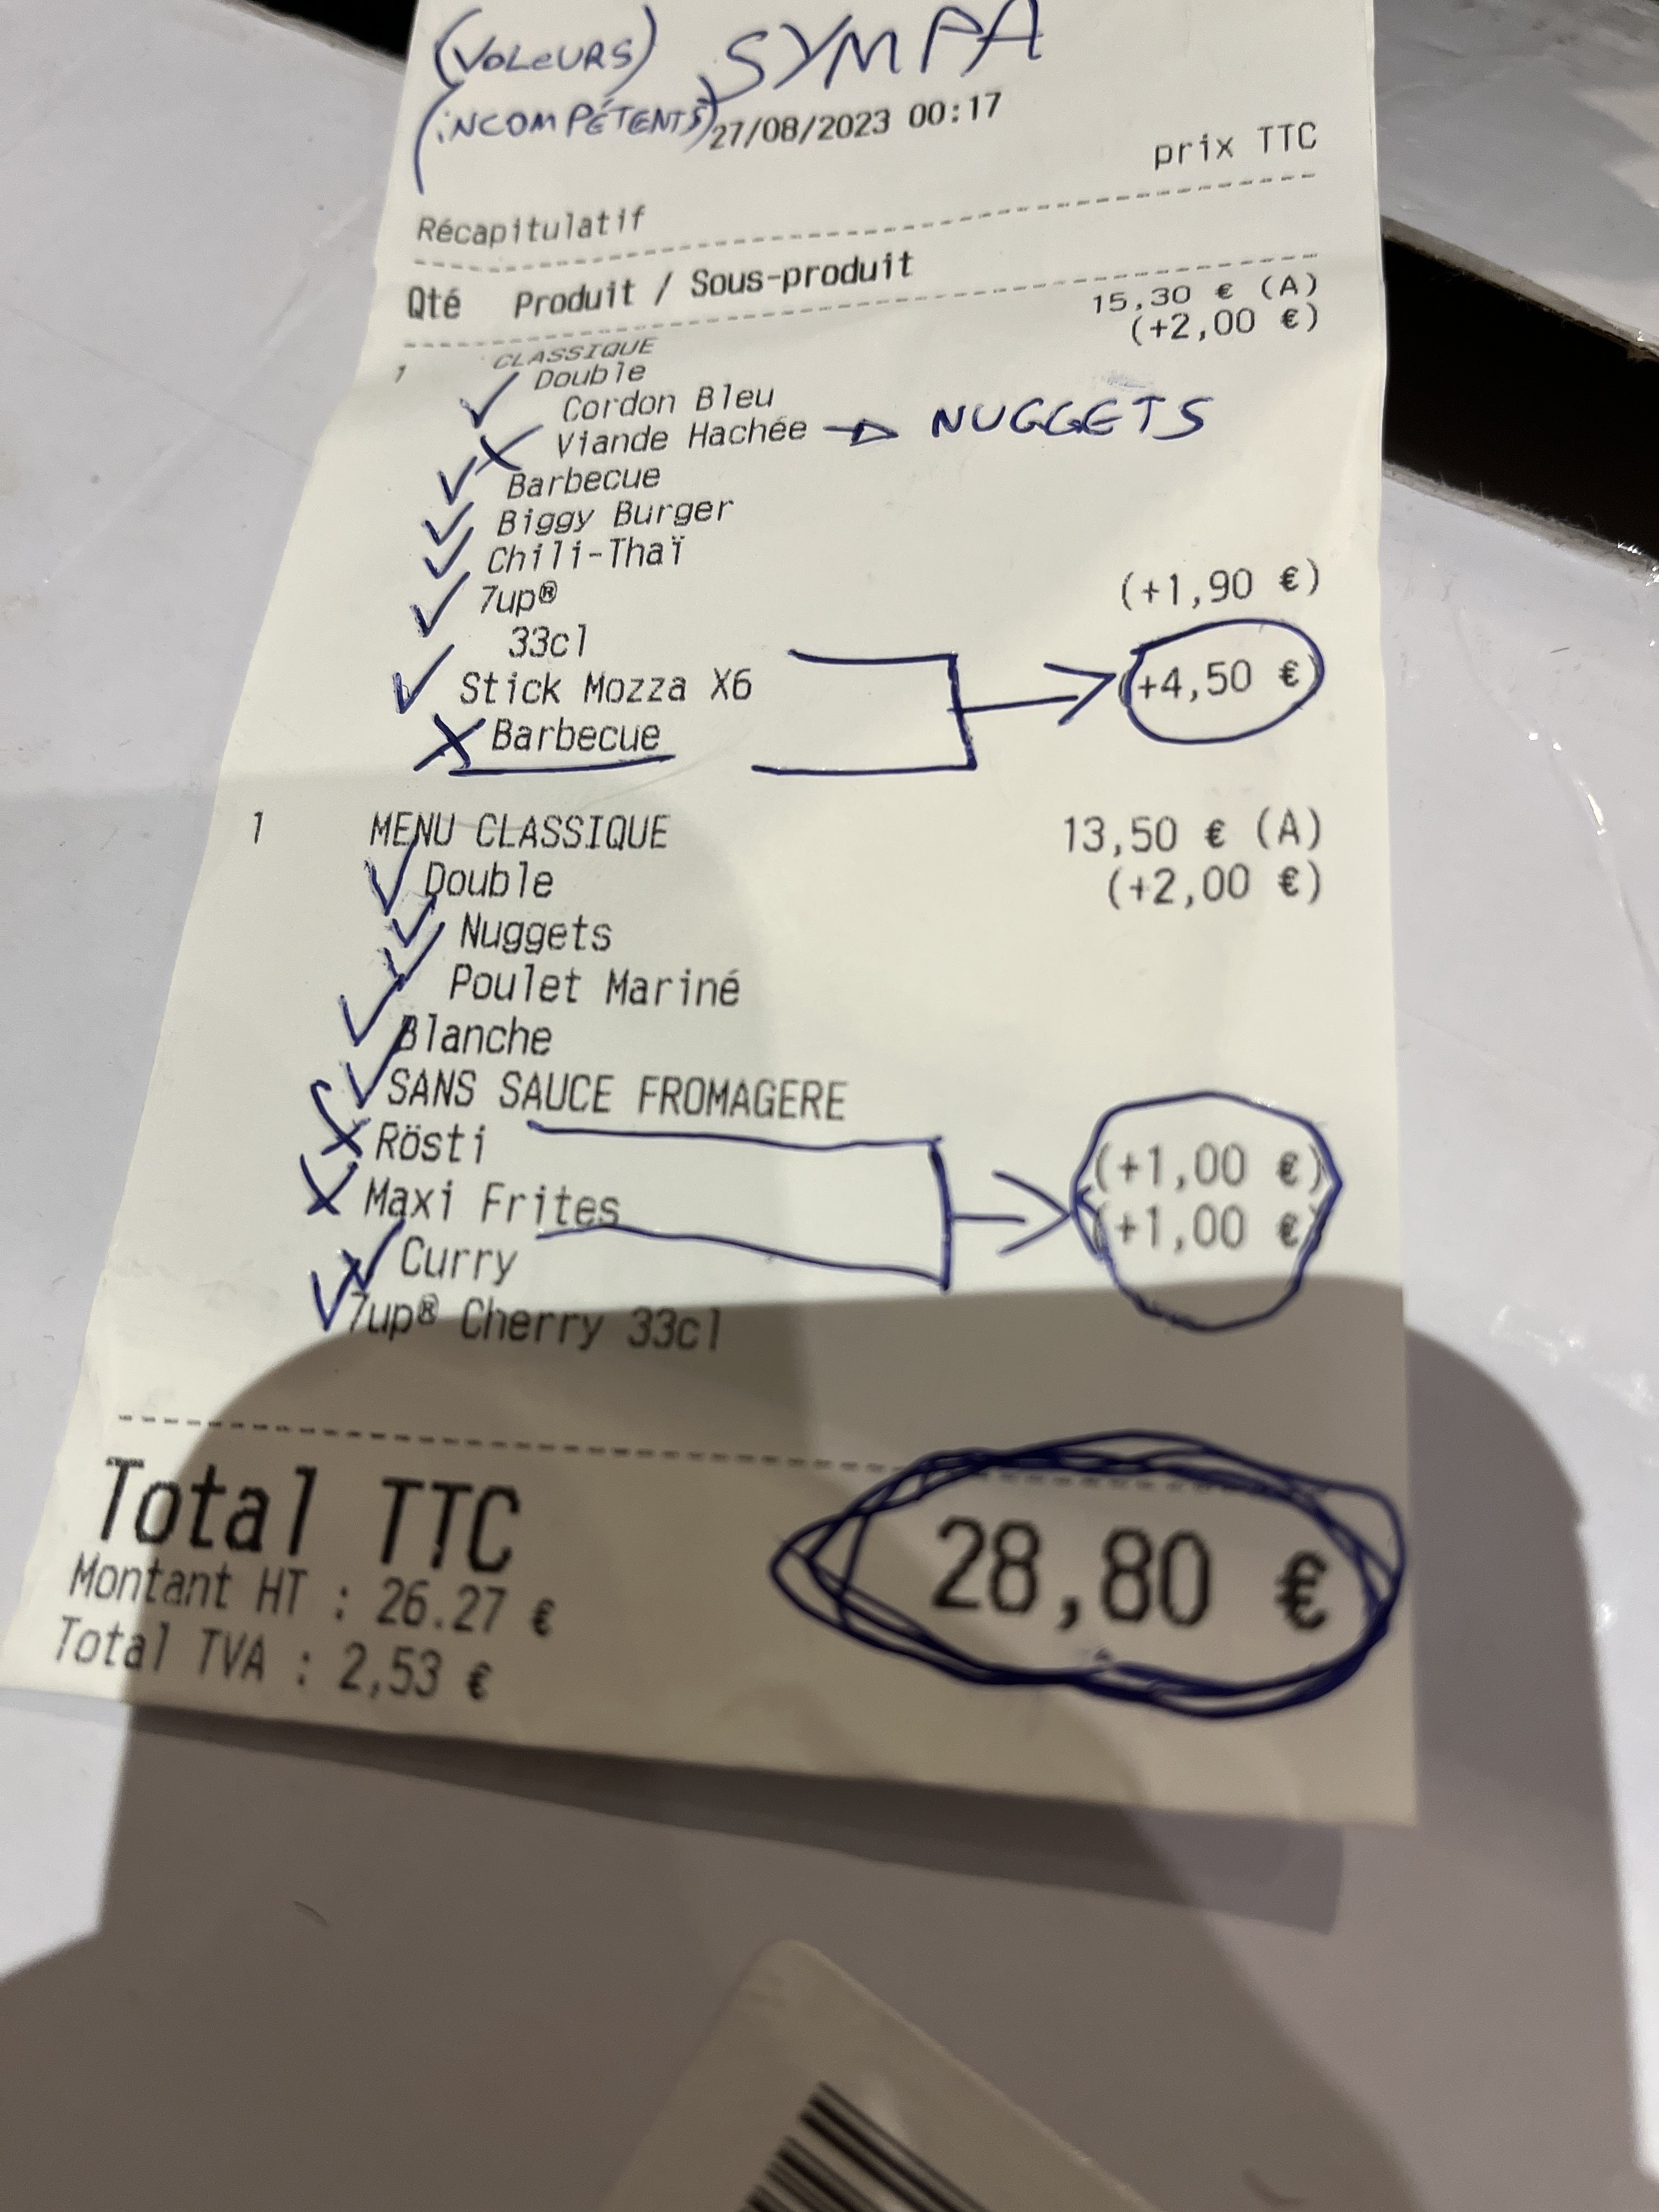 (VOLEURS) SYMPA
(iNCOMPÉTENTS) 27/08/2023 00:17
prix TTC
Récapitulatif
Qté Produit / Sous-produit
1 CLASSIQUE 15,30 € (A)
Double (+2,00 €)
Cordon Bleu
Viande Hachée → NUGGETS
Barbecue
Biggy Burger
Chili-Thaï
7up®
33cl (+1,90 €)
Stick Mozza X6 (+4,50 €)
Barbecue
1 MENU CLASSIQUE 13,50 € (A)
Double (+2,00 €)
Nuggets
Poulet Mariné
Blanche
SANS SAUCE FROMAGERE
Rösti (+1,00 €)
Maxi Frites (+1,00 €)
Curry
7up® Cherry 33cl
Total TTC 28,80 €
Montant HT : 26.27 €
Total TVA : 2,53 €